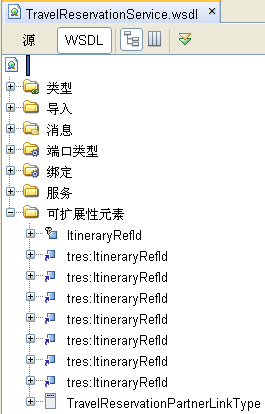 TravelReservationService.wsdl
源 WSDL
类型
导入
消息
端口类型
绑定
服务
可扩展性元素
ItineraryRefId
tres:ItineraryRefId
tres:ItineraryRefId
tres:ItineraryRefId
tres:ItineraryRefId
tres:ItineraryRefId
tres:ItineraryRefId
tres:ItineraryRefId
TravelReservationPartnerLinkType